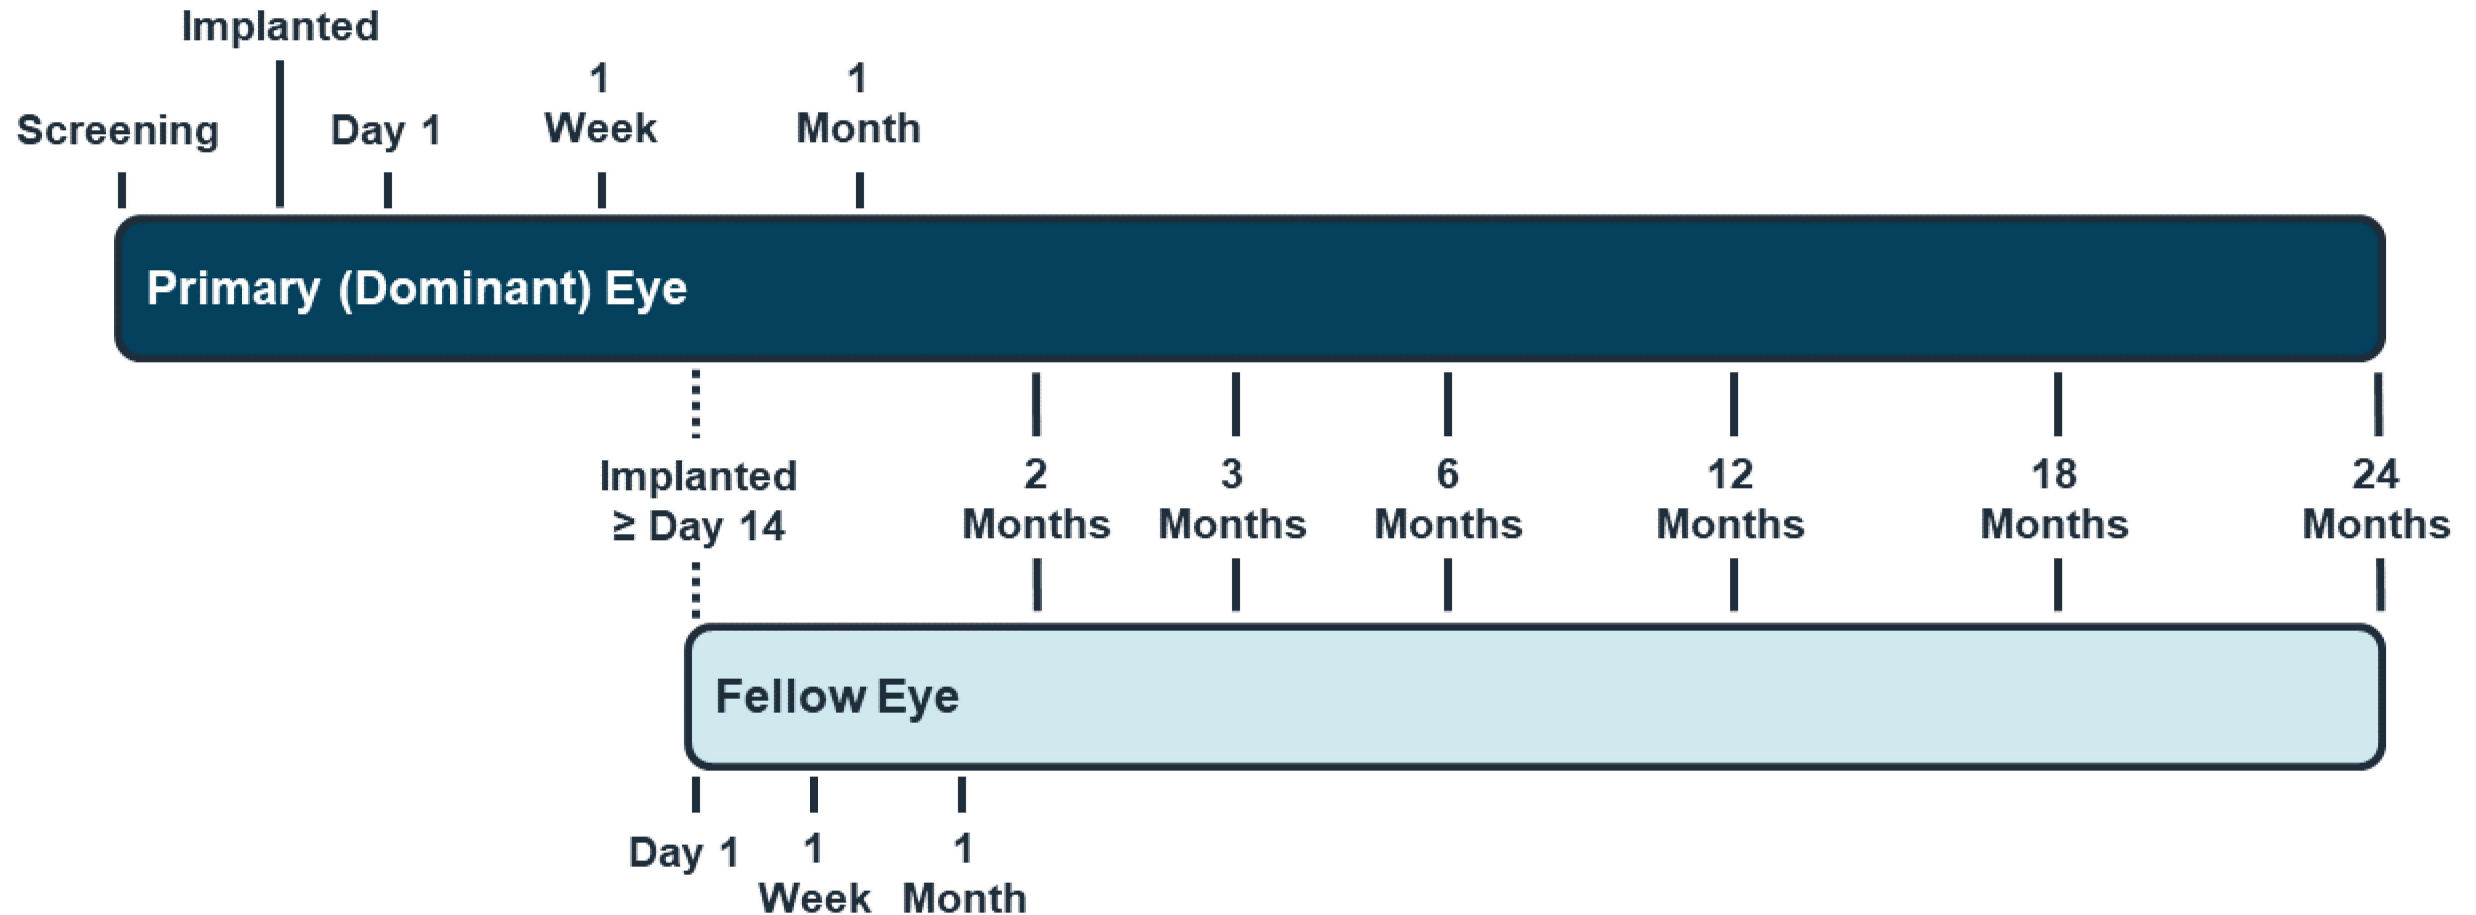 Implanted
Screening
Day 1
1
Week
1
Month
Primary (Dominant) Eye
Implanted
≥ Day 14
2
Months
3
Months
6
Months
12
Months
18
Months
24
Months
Fellow Eye
Day 1
1
Week
1
Month